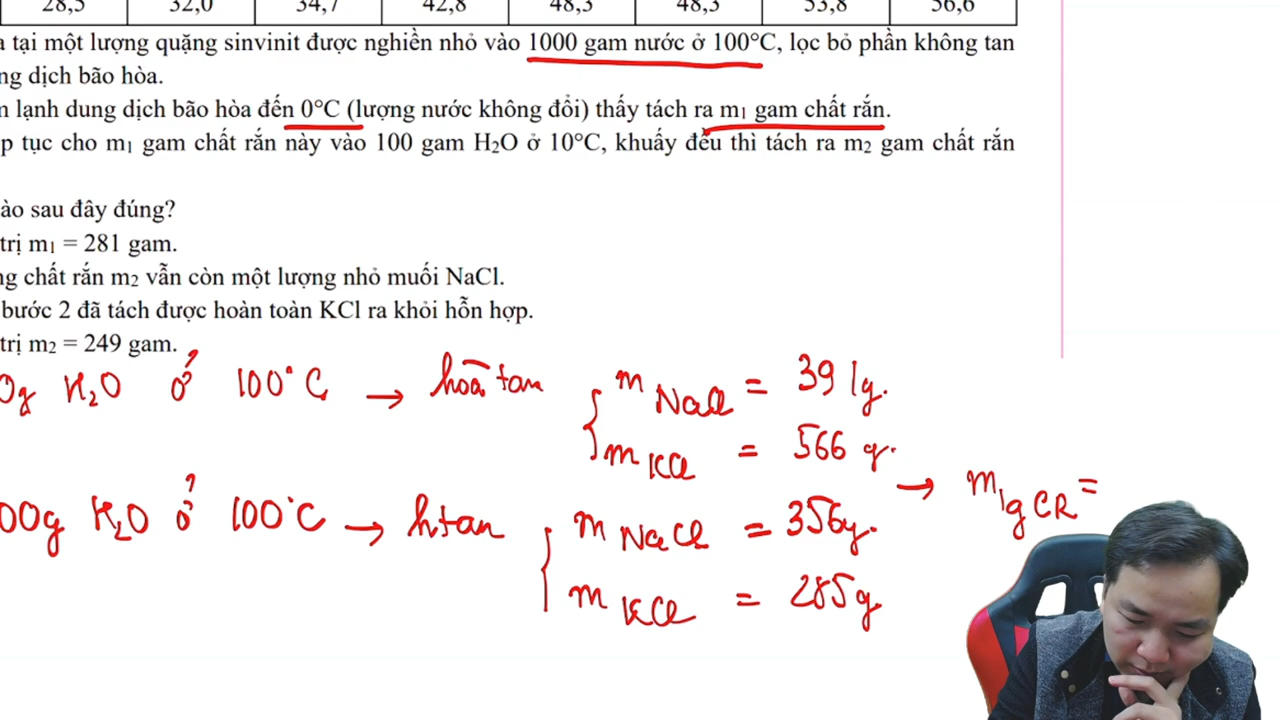 28,5 32,0 34,7 42,8 48,3 48,3 53,8 56,6
tại một lượng quặng sinvinit được nghiền nhỏ vào 1000 gam nước ở 100°C, lọc bỏ phần không tan
ng dịch bão hòa.
lạnh dung dịch bão hòa đến 0°C (lượng nước không đổi) thấy tách ra m₁ gam chất rắn.
p tục cho m₁ gam chất rắn này vào 100 gam H₂O ở 10°C, khuấy đều thì tách ra m₂ gam chất rắn
ào sau đây đúng?
trị m₁ = 281 gam.
ng chất rắn m₂ vẫn còn một lượng nhỏ muối NaCl.
bước 2 đã tách được hoàn toàn KCl ra khỏi hỗn hợp.
trị m₂ = 249 gam.
0g H₂O ở 100°C → hoà tan { m NaCl = 391g.
m KCl = 566 g.
→ m₁ g CR =
00g H₂O ở 100°C → h tan { m NaCl = 356g.
m KCl = 285g